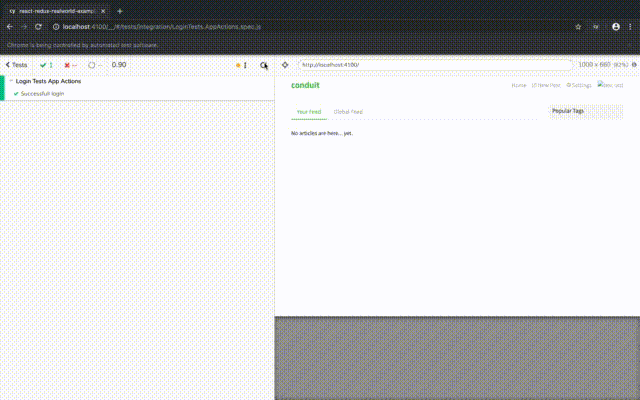 cy react-redux-realworld-examp
localhost:4100/__/#/tests/integration/LoginTests.AppActions.spec.js
Chrome is being controlled by automated test software.
Tests 1 -- -- 0.90 http://localhost:4100/ 1000 x 660 (62%)
Login Tests App Actions
Successfull login
conduit Home New Post Settings
Your Feed Global Feed Popular Tags
No articles are here... yet.